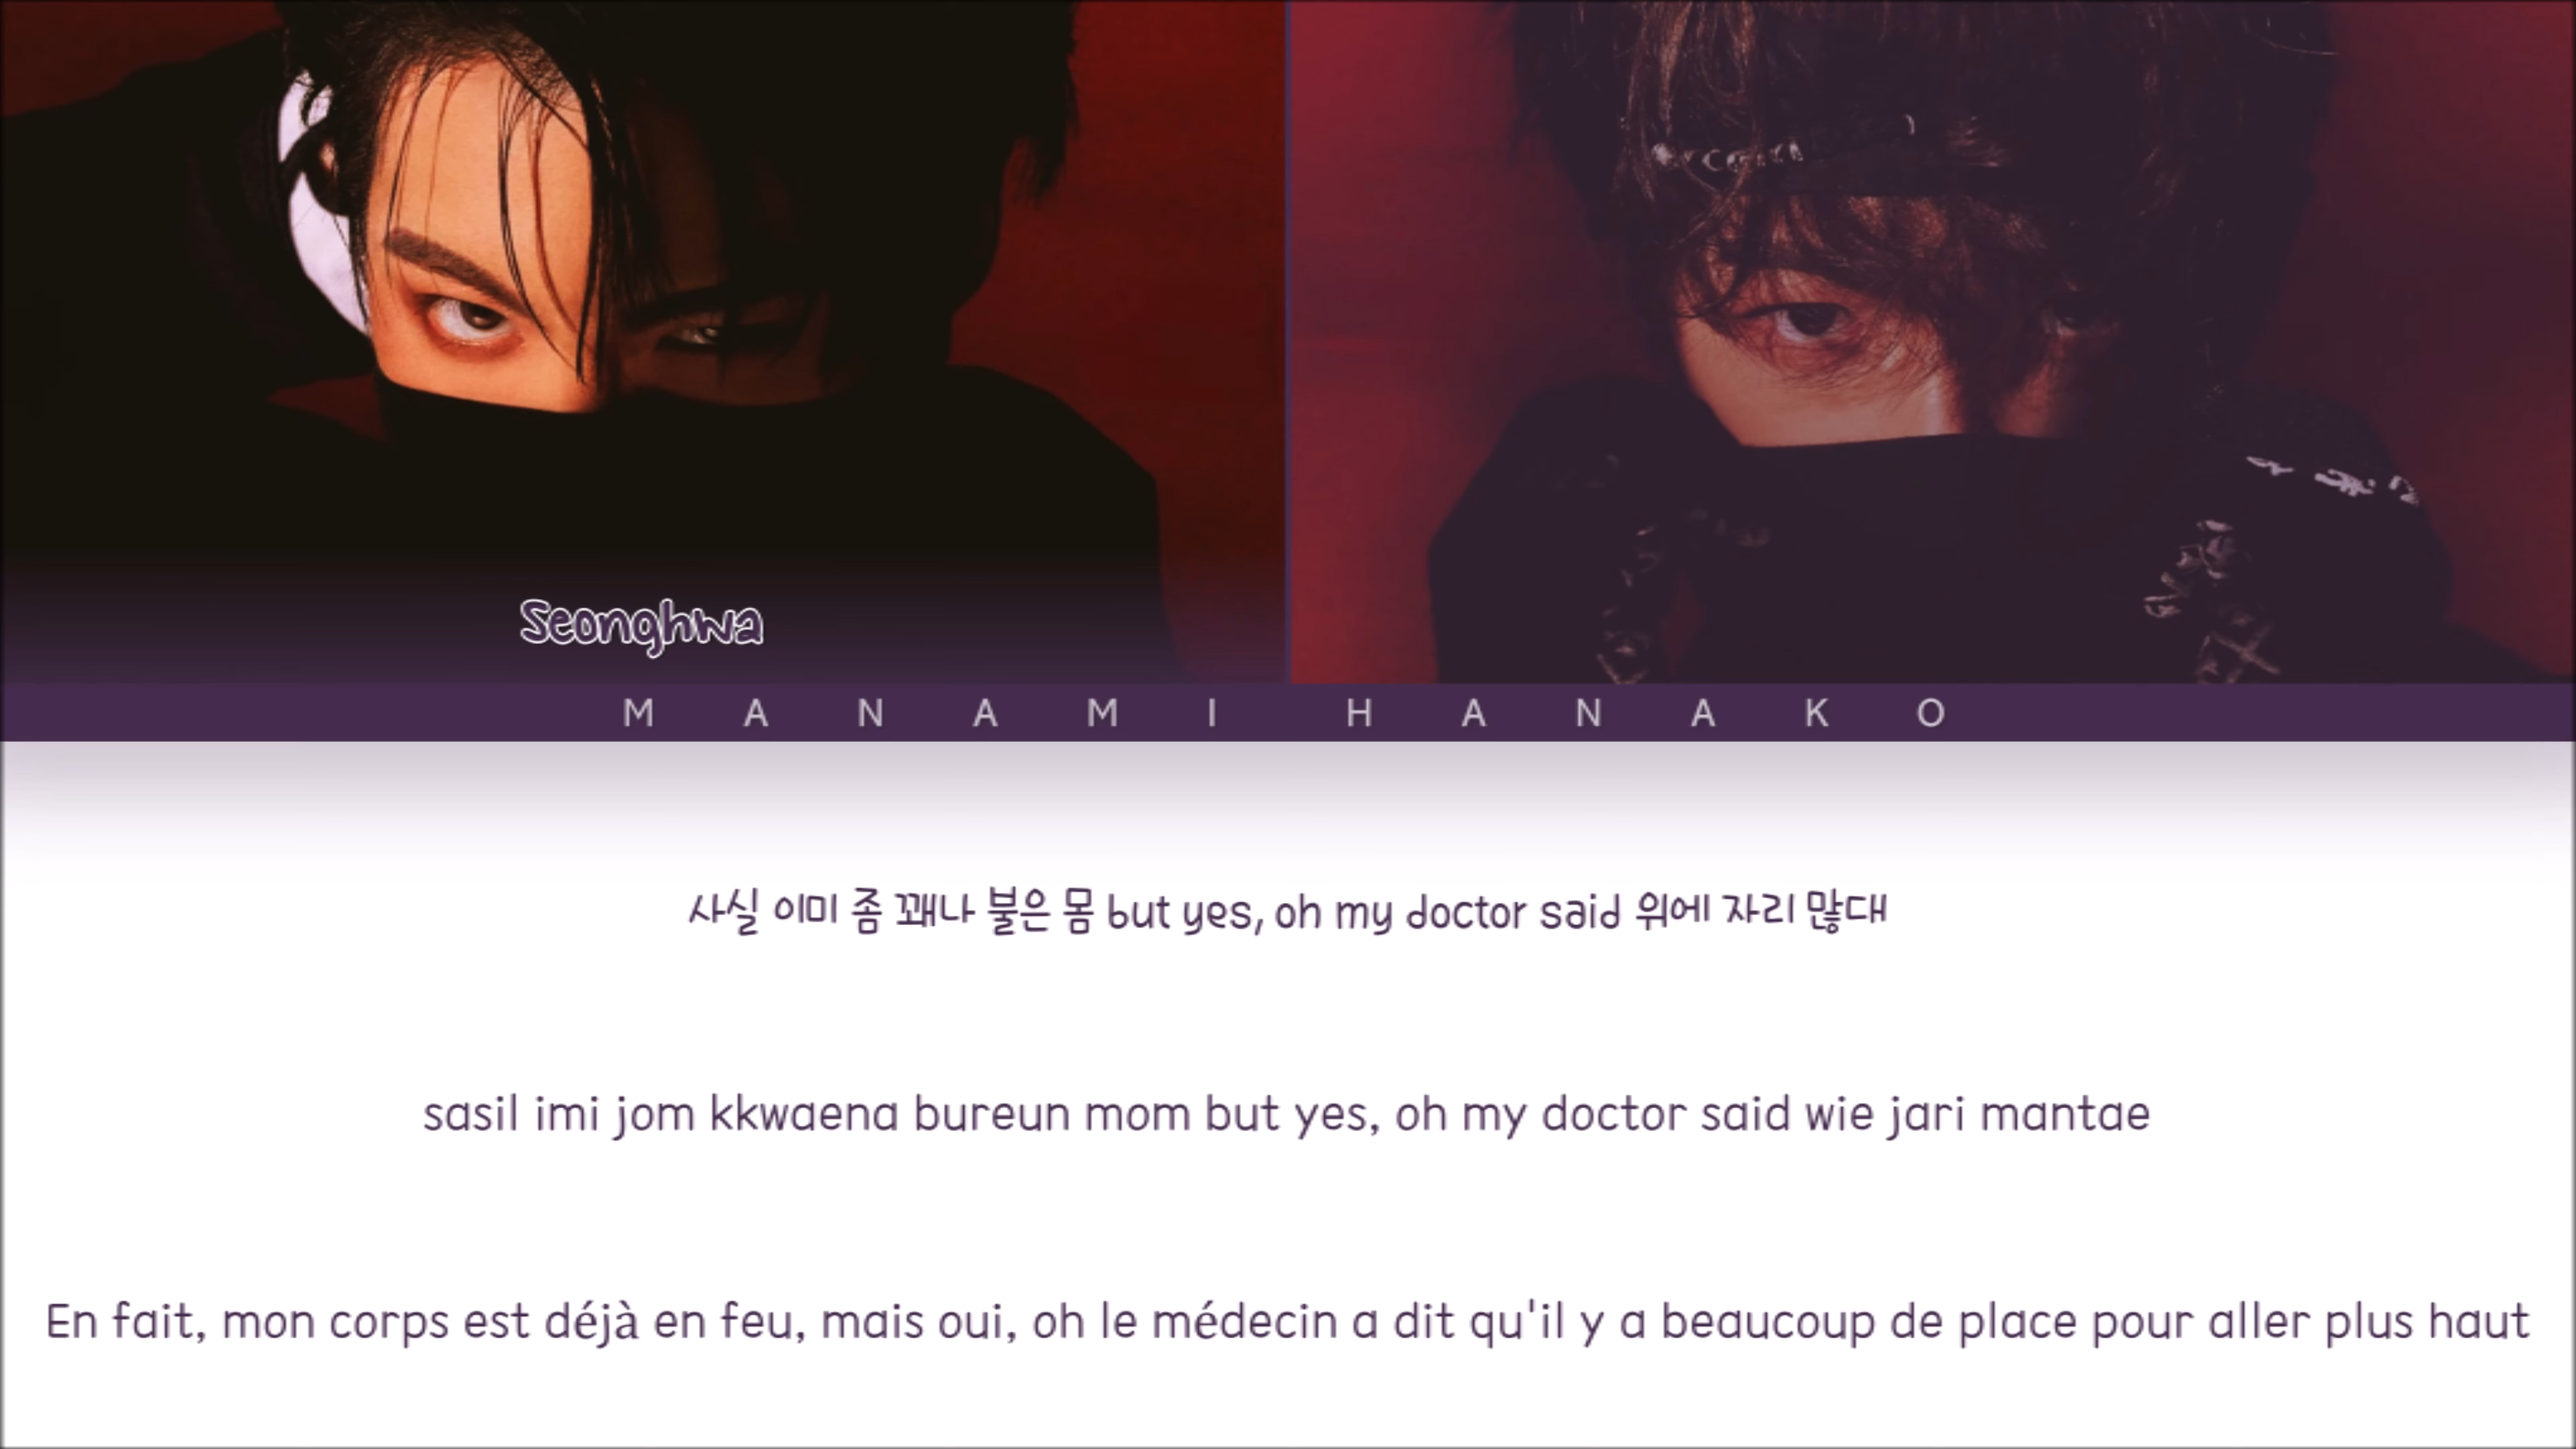 Seonghwa
MANAMI HANAKO
사실 이미 좀 꽤나 불은 몸 but yes, oh my doctor said 위에 자리 많대
sasil imi jom kkwaena bureun mom but yes, oh my doctor said wie jari mantae
En fait, mon corps est déjà en feu, mais oui, oh le médecin a dit qu'il y a beaucoup de place pour aller plus haut